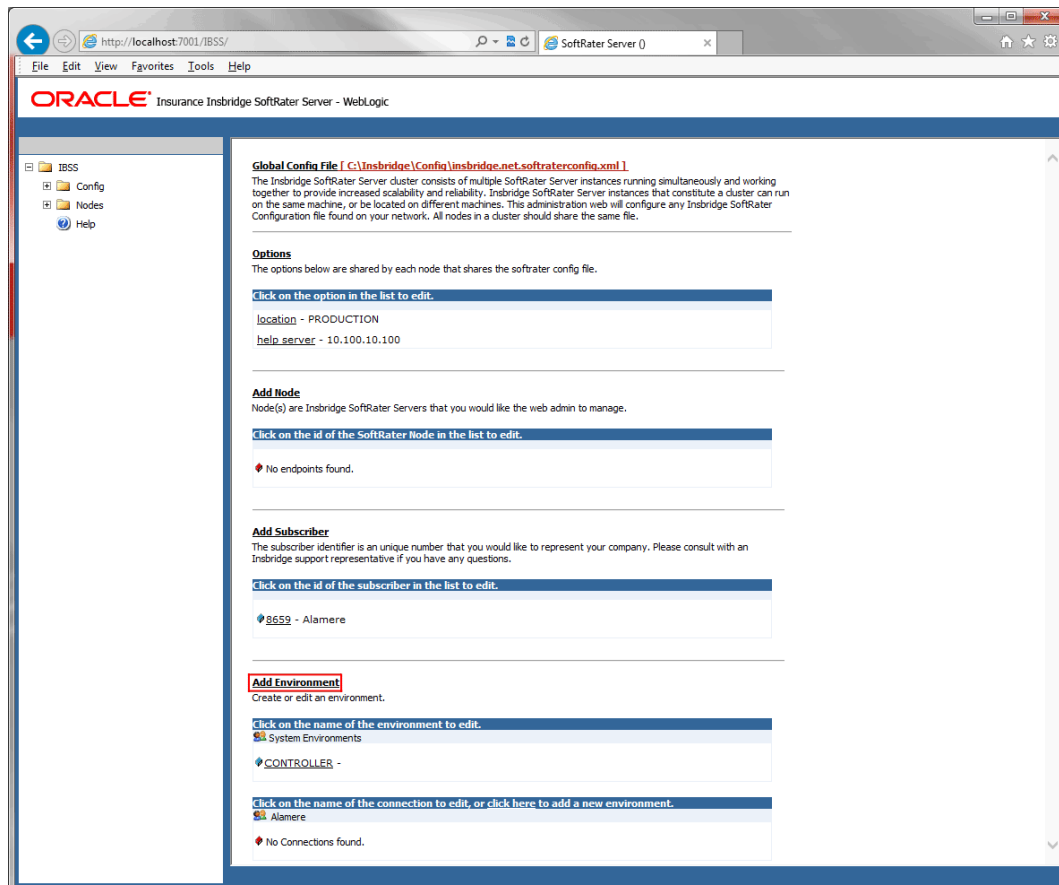 http://localhost:7001/IBSS/
SoftRater Server ()
File Edit View Favorites Tools Help
ORACLE® Insurance Insbridge SoftRater Server - WebLogic
IBSS
Config
Nodes
Help
Global Config File [ C:\Insbridge\Config\insbridge.net.softraterconfig.xml ]
The Insbridge SoftRater Server cluster consists of multiple SoftRater Server instances running simultaneously and working
together to provide increased scalability and reliability. Insbridge SoftRater Server instances that constitute a cluster can run
on the same machine, or be located on different machines. This administration web will configure any Insbridge SoftRater
Configuration file found on your network. All nodes in a cluster should share the same file.
Options
The options below are shared by each node that shares the softrater config file.
Click on the option in the list to edit.
location - PRODUCTION
help server - 10.100.10.100
Add Node
Node(s) are Insbridge SoftRater Servers that you would like the web admin to manage.
Click on the id of the SoftRater Node in the list to edit.
No endpoints found.
Add Subscriber
The subscriber identifier is an unique number that you would like to represent your company. Please consult with an
Insbridge support representative if you have any questions.
Click on the id of the subscriber in the list to edit.
8659 - Alamere
Add Environment
Create or edit an environment.
Click on the name of the environment to edit.
System Environments
CONTROLLER -
Click on the name of the connection to edit, or click here to add a new environment.
Alamere
No Connections found.